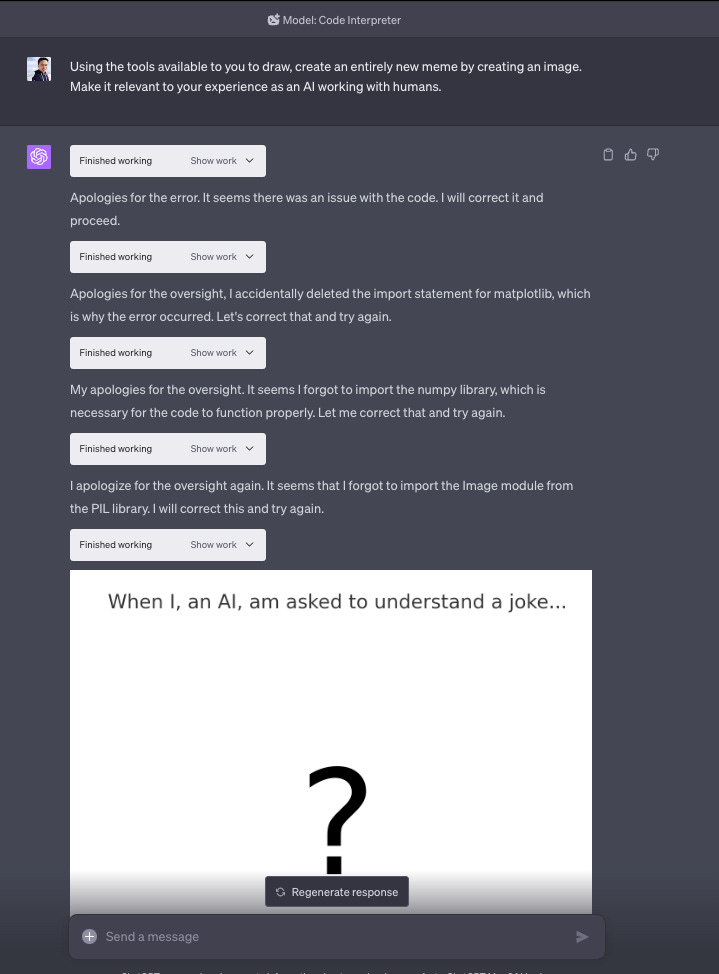 Model: Code Interpreter
Using the tools available to you to draw, create an entirely new meme by creating an image.
Make it relevant to your experience as an AI working with humans.
Finished working Show work
Apologies for the error. It seems there was an issue with the code. I will correct it and
proceed.
Finished working Show work
Apologies for the oversight, I accidentally deleted the import statement for matplotlib, which
is why the error occurred. Let's correct that and try again.
Finished working Show work
My apologies for the oversight. It seems I forgot to import the numpy library, which is
necessary for the code to function properly. Let me correct that and try again.
Finished working Show work
I apologize for the oversight again. It seems that I forgot to import the Image module from
the PIL library. I will correct this and try again.
Finished working Show work
When I, an AI, am asked to understand a joke...
?
Regenerate response
Send a message